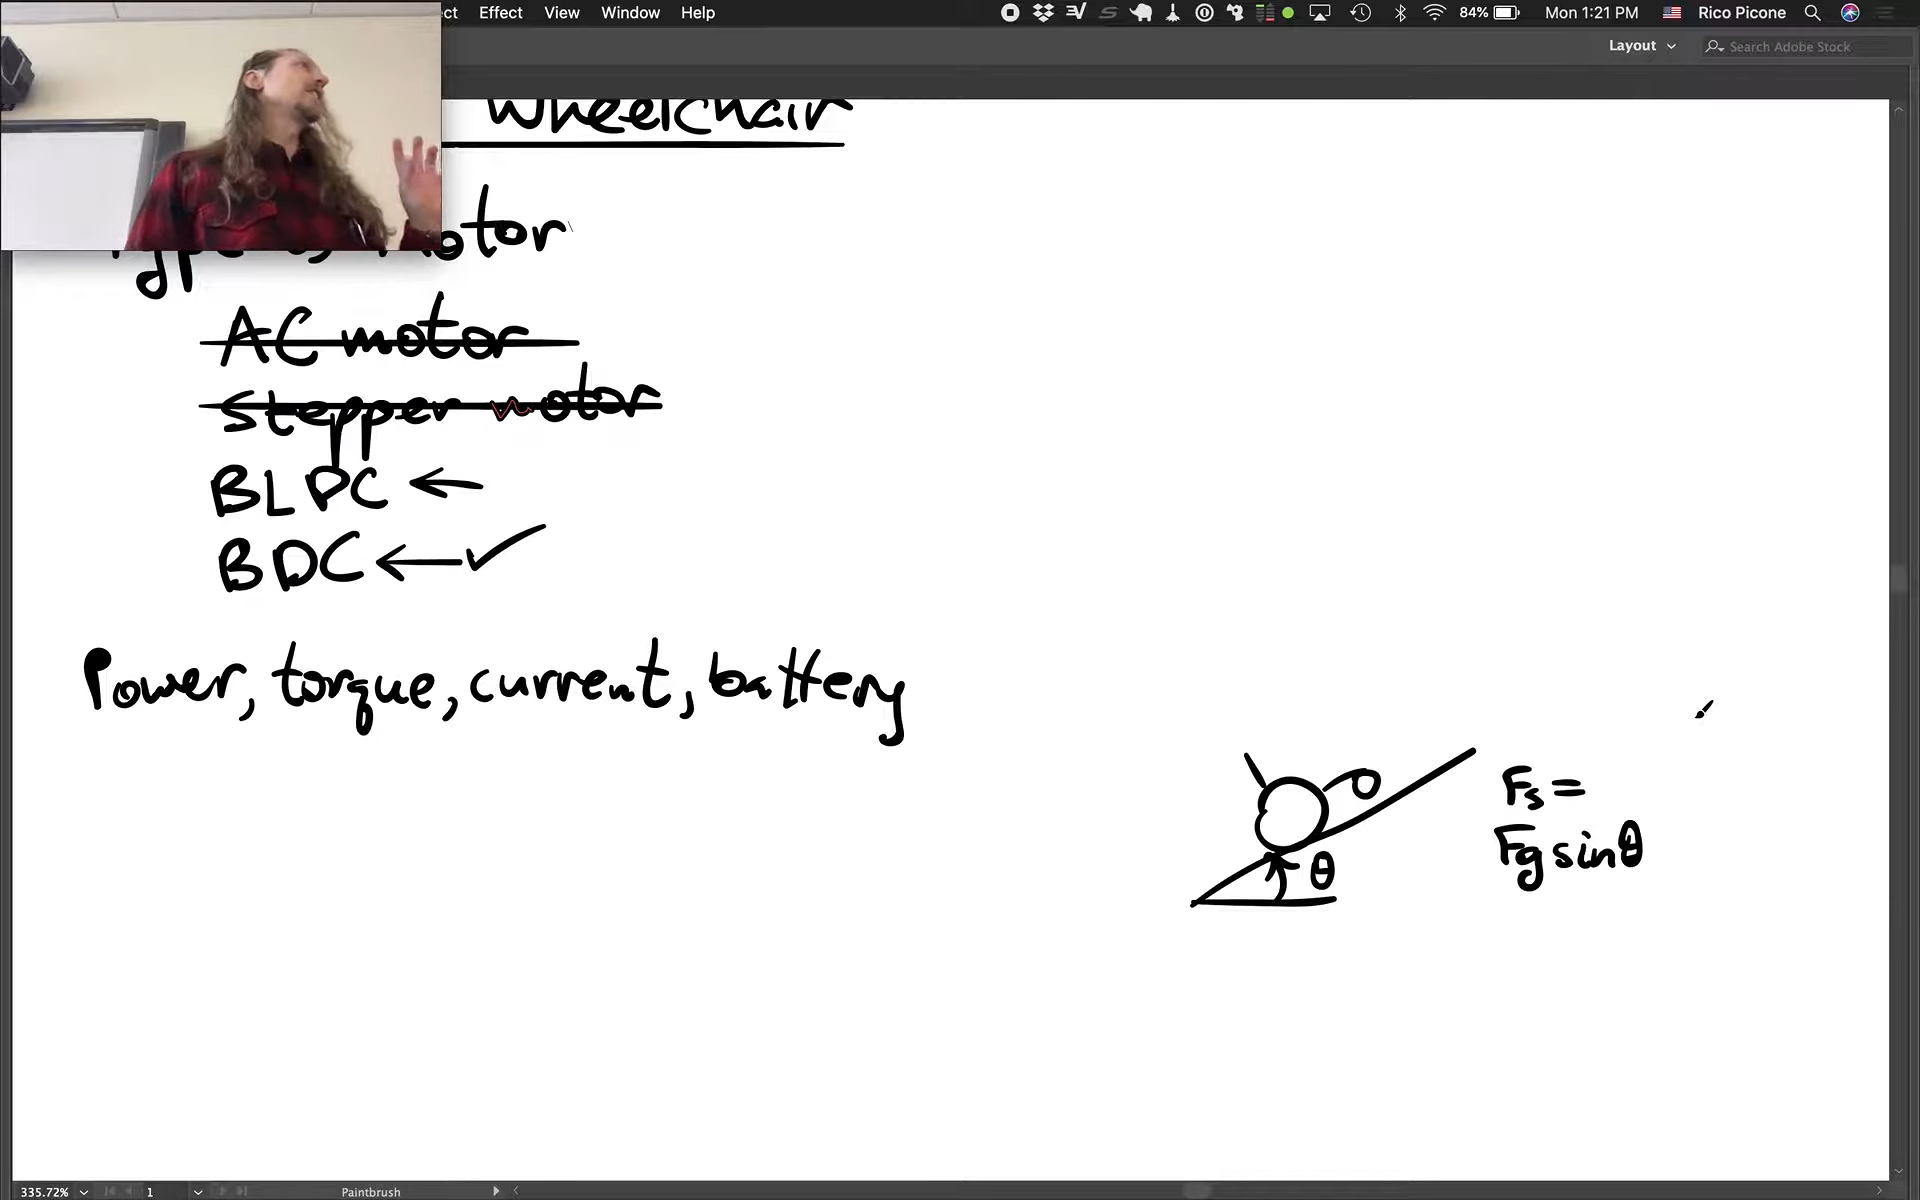 ct Effect View Window Help 84% Mon 1:21 PM Rico Picone
Layout Search Adobe Stock
wheelchair
motor
AC motor
stepper motor
BLDC ←
BDC ← ✓
Power, torque, current, battery
Fs =
Fg sinθ
θ
335.72% 1 Paintbrush